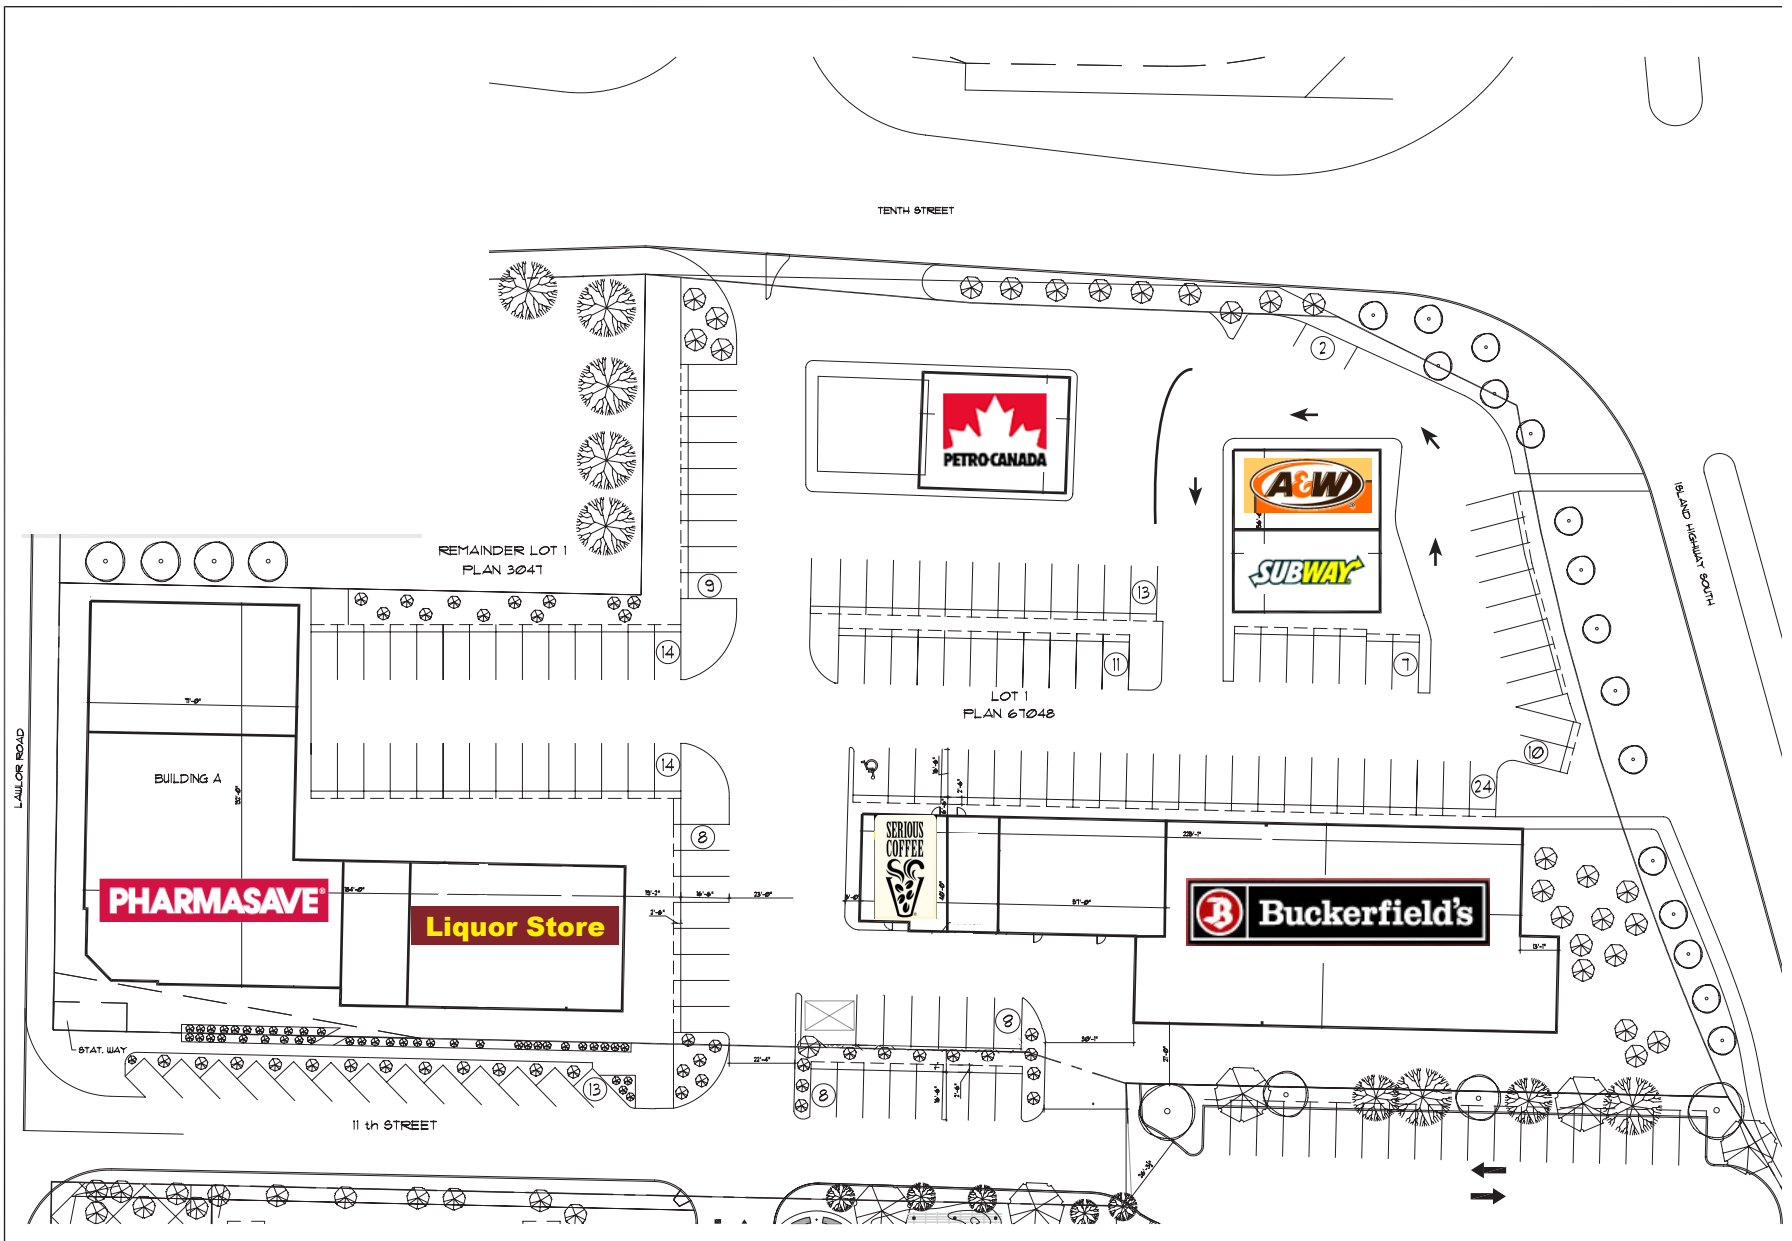 TENTH STREET
2
PETRO-CANADA
A&W
SUBWAY
ISLAND HIGHWAY SOUTH
REMAINDER LOT 1
PLAN 3047
9
13
14
11
7
LOT 1
PLAN 67048
LAWLOR ROAD
BUILDING A
14
10
24
8
SERIOUS
COFFEE
PHARMASAVE
Liquor Store
B Buckerfield's
8
STAT. WAY
13
8
11 th STREET